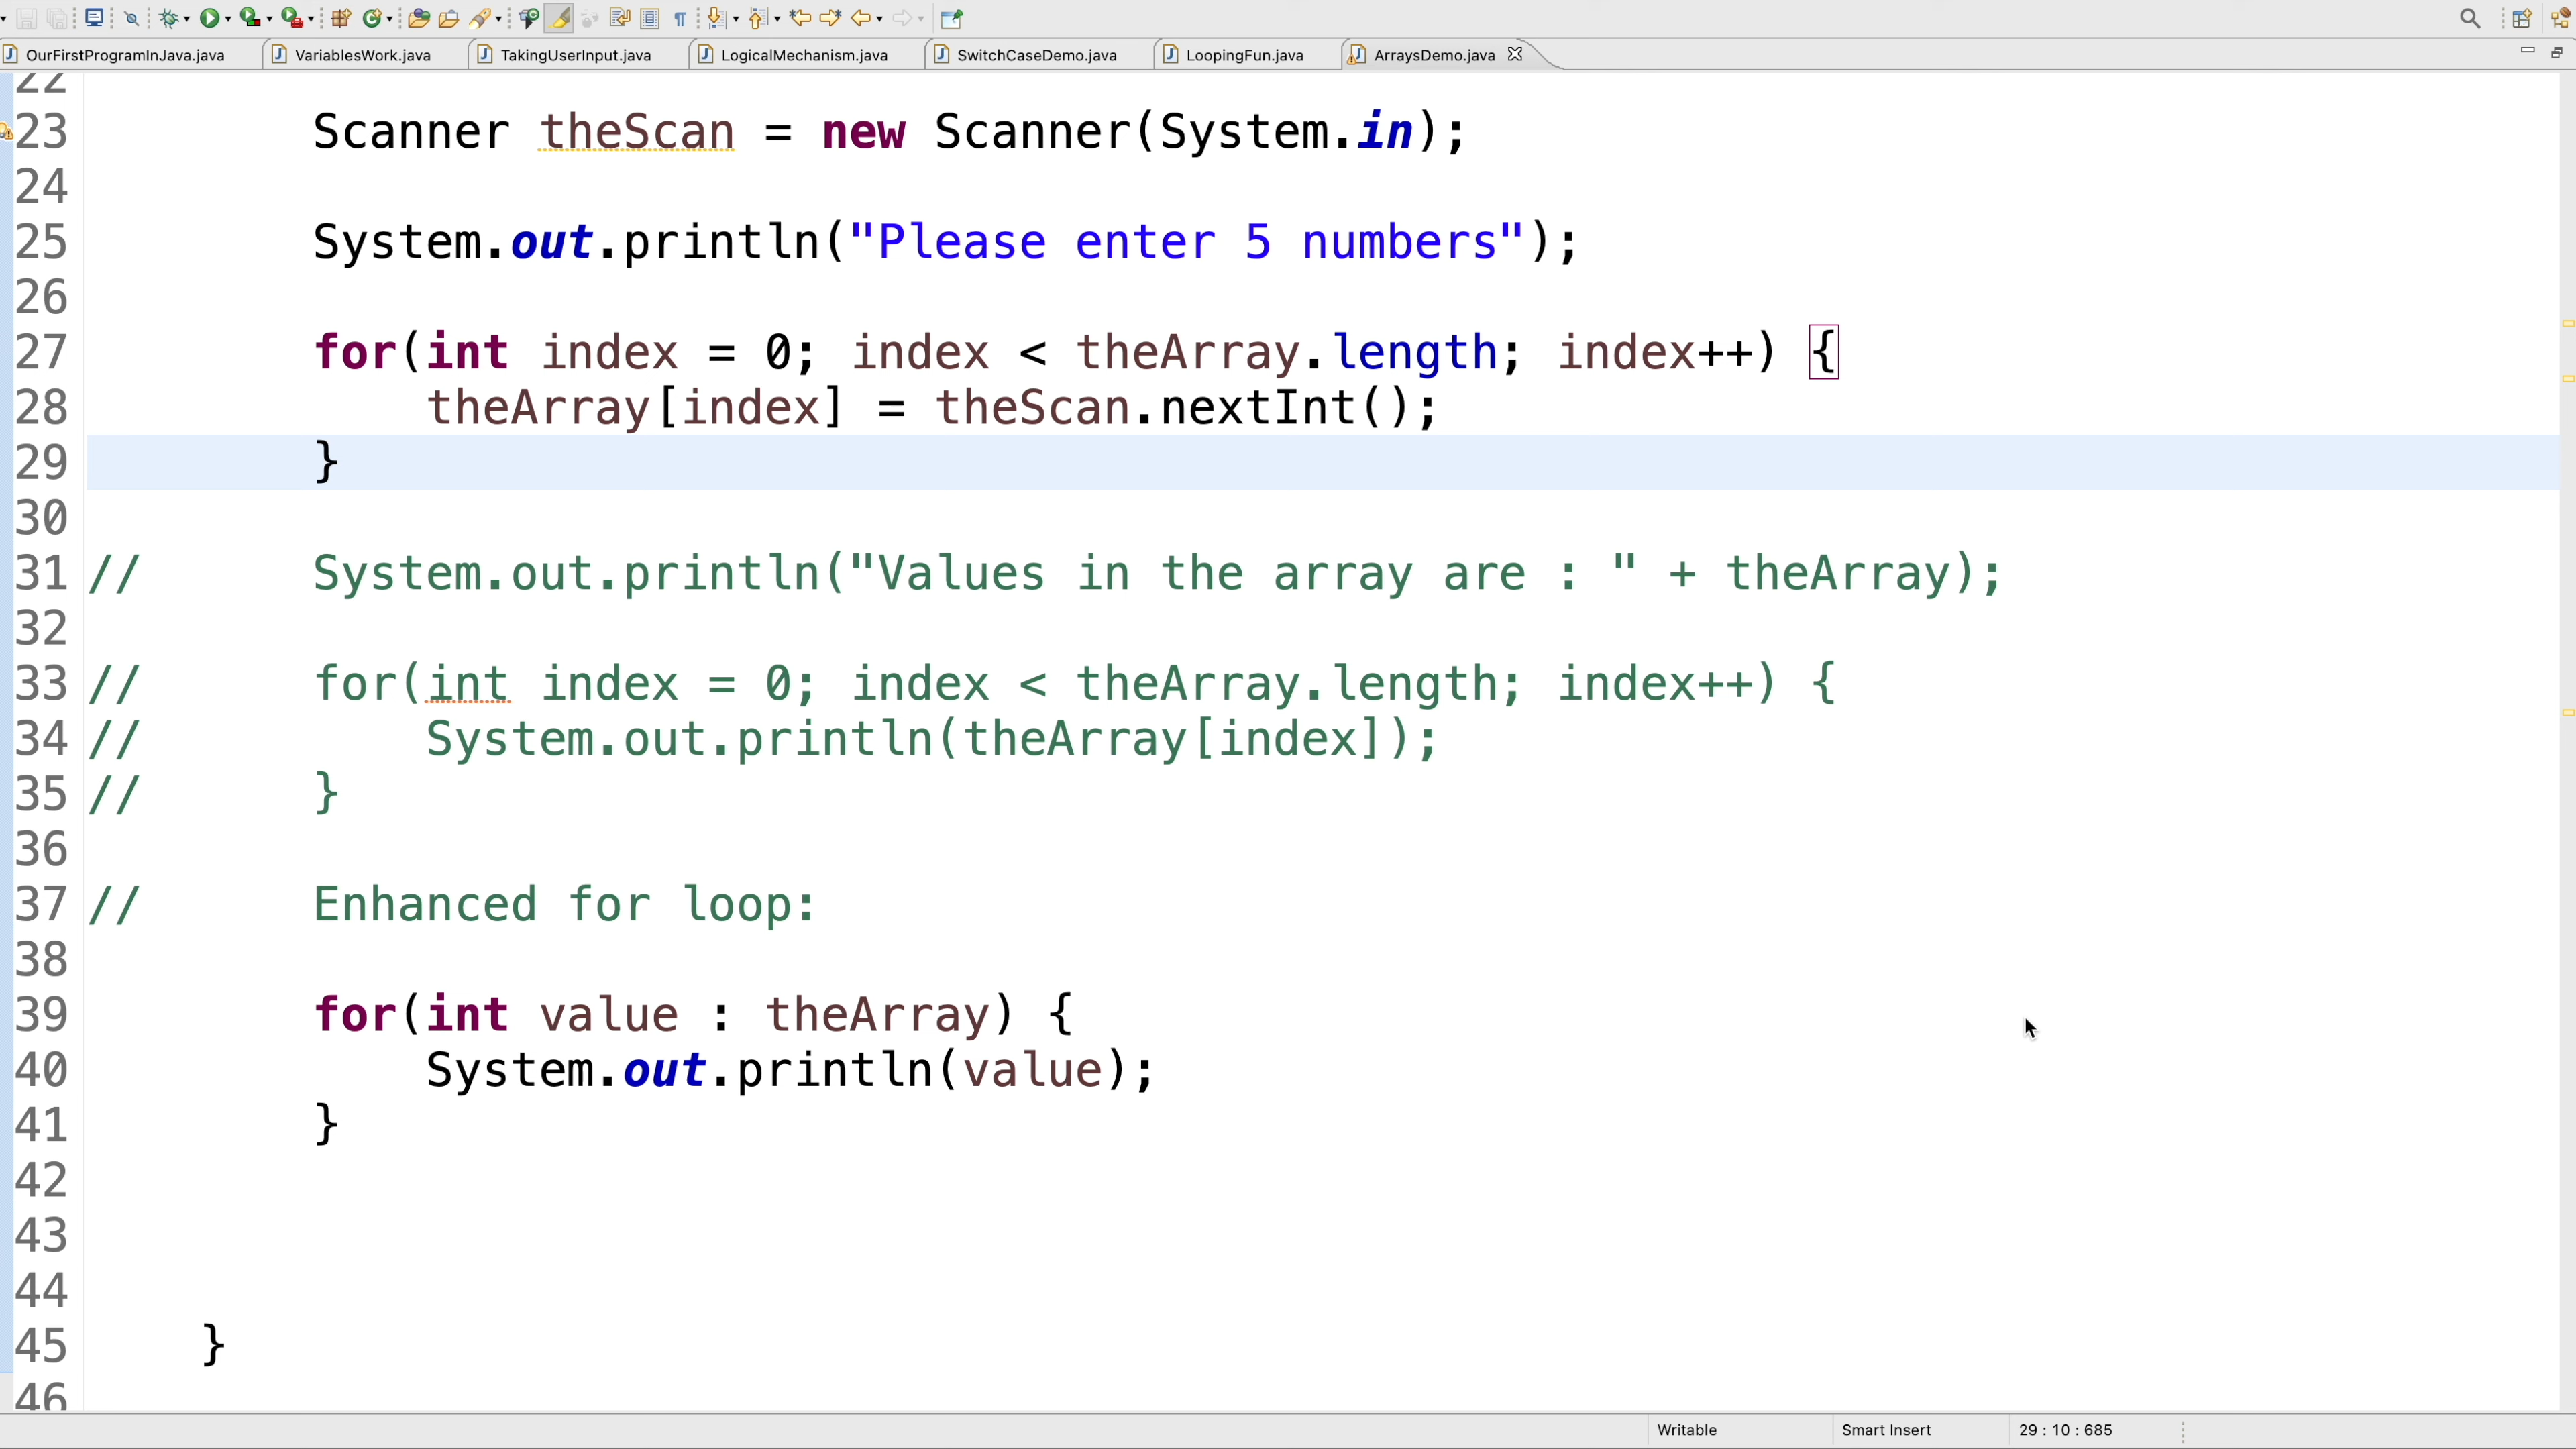 OurFirstProgramInJava.java VariablesWork.java TakingUserInput.java LogicalMechanism.java SwitchCaseDemo.java LoopingFun.java ArraysDemo.java
22
23 Scanner theScan = new Scanner(System.in);
24
25 System.out.println("Please enter 5 numbers");
26
27 for(int index = 0; index < theArray.length; index++) {
28 theArray[index] = theScan.nextInt();
29 }
30
31 // System.out.println("Values in the array are : " + theArray);
32
33 // for(int index = 0; index < theArray.length; index++) {
34 // System.out.println(theArray[index]);
35 // }
36
37 // Enhanced for loop:
38
39 for(int value : theArray) {
40 System.out.println(value);
41 }
42
43
44
45 }
46
Writable Smart Insert 29 : 10 : 685